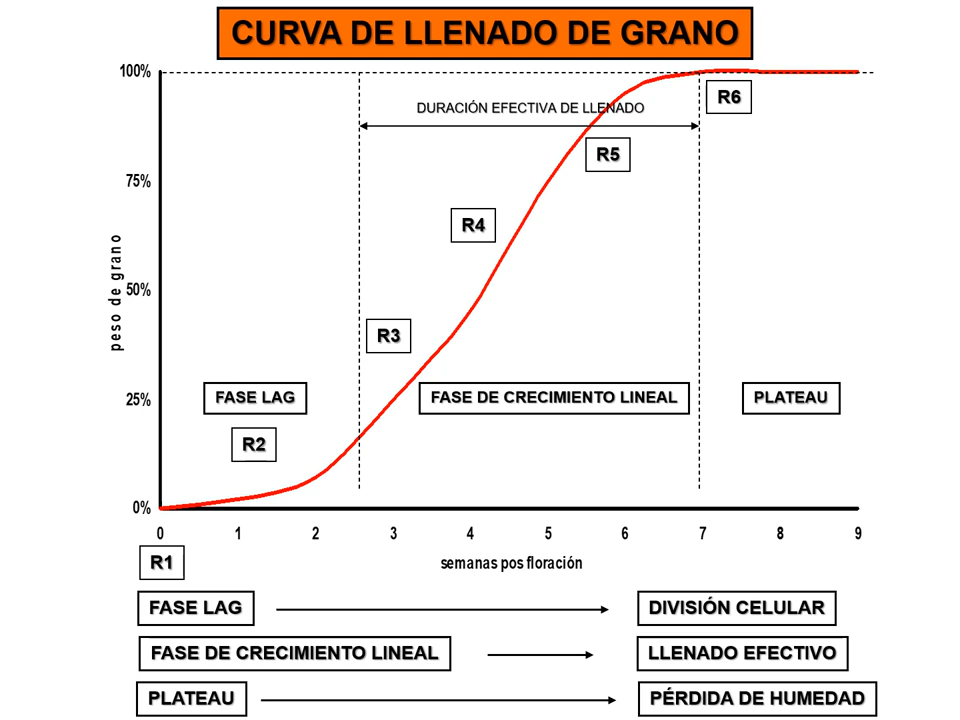 CURVA DE LLENADO DE GRANO
100%
R6
DURACIÓN EFECTIVA DE LLENADO
R5
75%
R4
peso de grano
50%
R3
FASE LAG
FASE DE CRECIMIENTO LINEAL
PLATEAU
25%
R2
0%
0 1 2 3 4 5 6 7 8 9
semanas pos floración
R1
FASE LAG
DIVISIÓN CELULAR
FASE DE CRECIMIENTO LINEAL
LLENADO EFECTIVO
PLATEAU
PÉRDIDA DE HUMEDAD